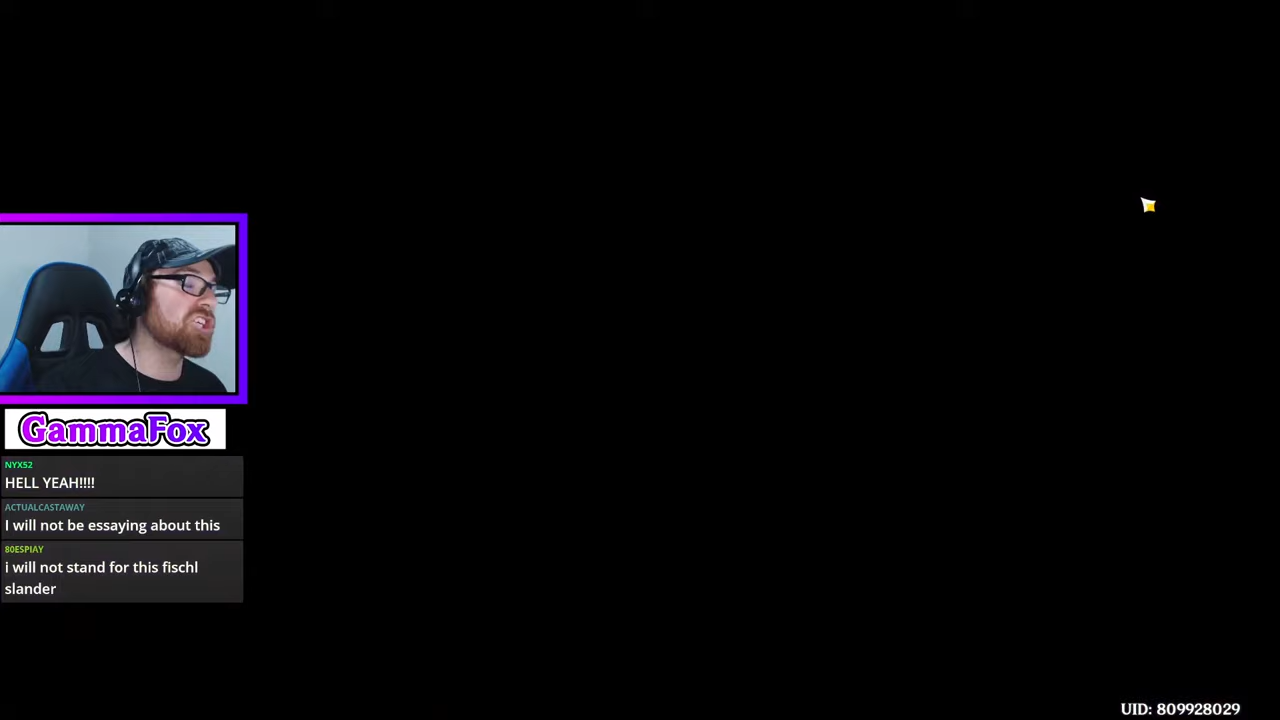 GammaFox
NYX52
HELL YEAH!!!!
ACTUALCASTAWAY
I will not be essaying about this
80ESPIAY
i will not stand for this fischl
slander
UID: 809928029